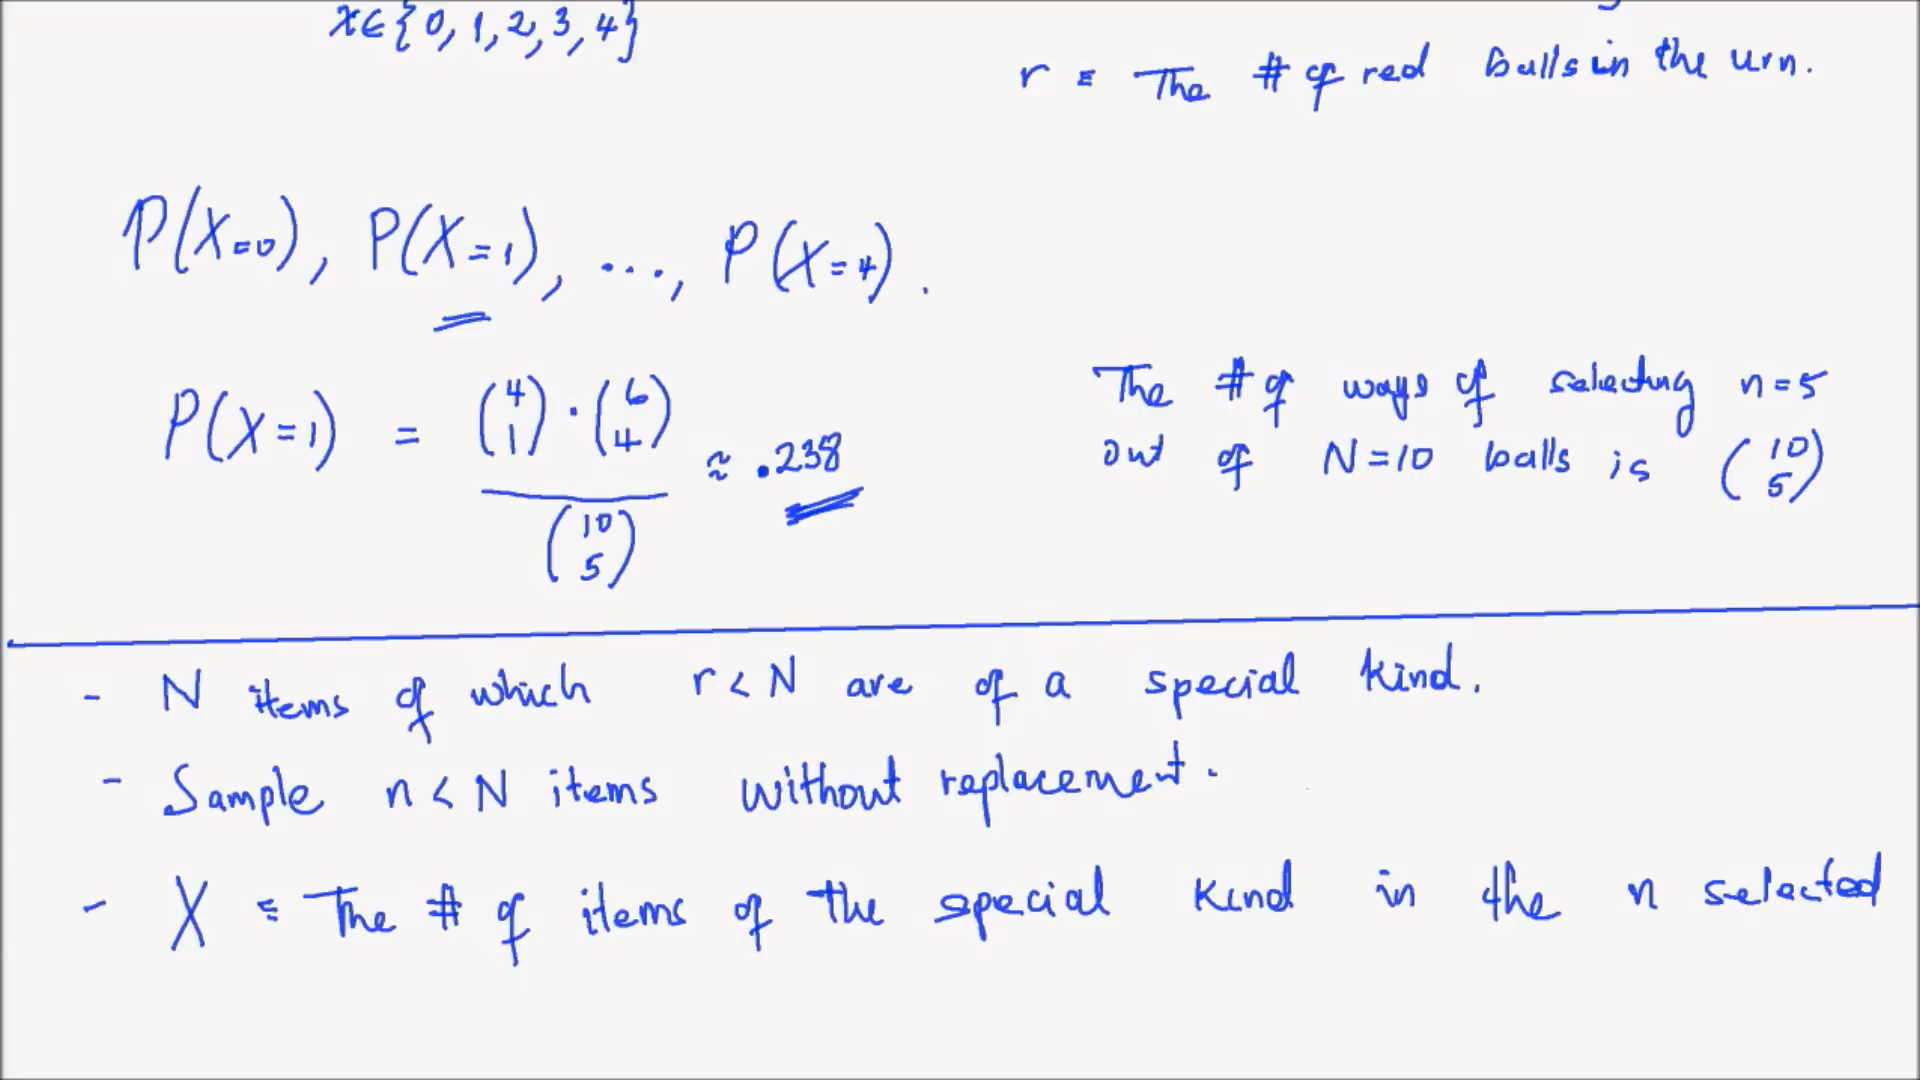 X∈{0, 1, 2, 3, 4}
r ≡ The # of red balls in the urn.
P(X=0), P(X=1), ..., P(X=4).
P(X=1) = (4 1)·(6 4) / (10 5) ≈ .238
The # of ways of selecting n=5
out of N=10 balls is (10 5)
- N items of which r<N are of a special kind.
- Sample n<N items without replacement.
- X ≡ The # of items of the special kind in the n selected